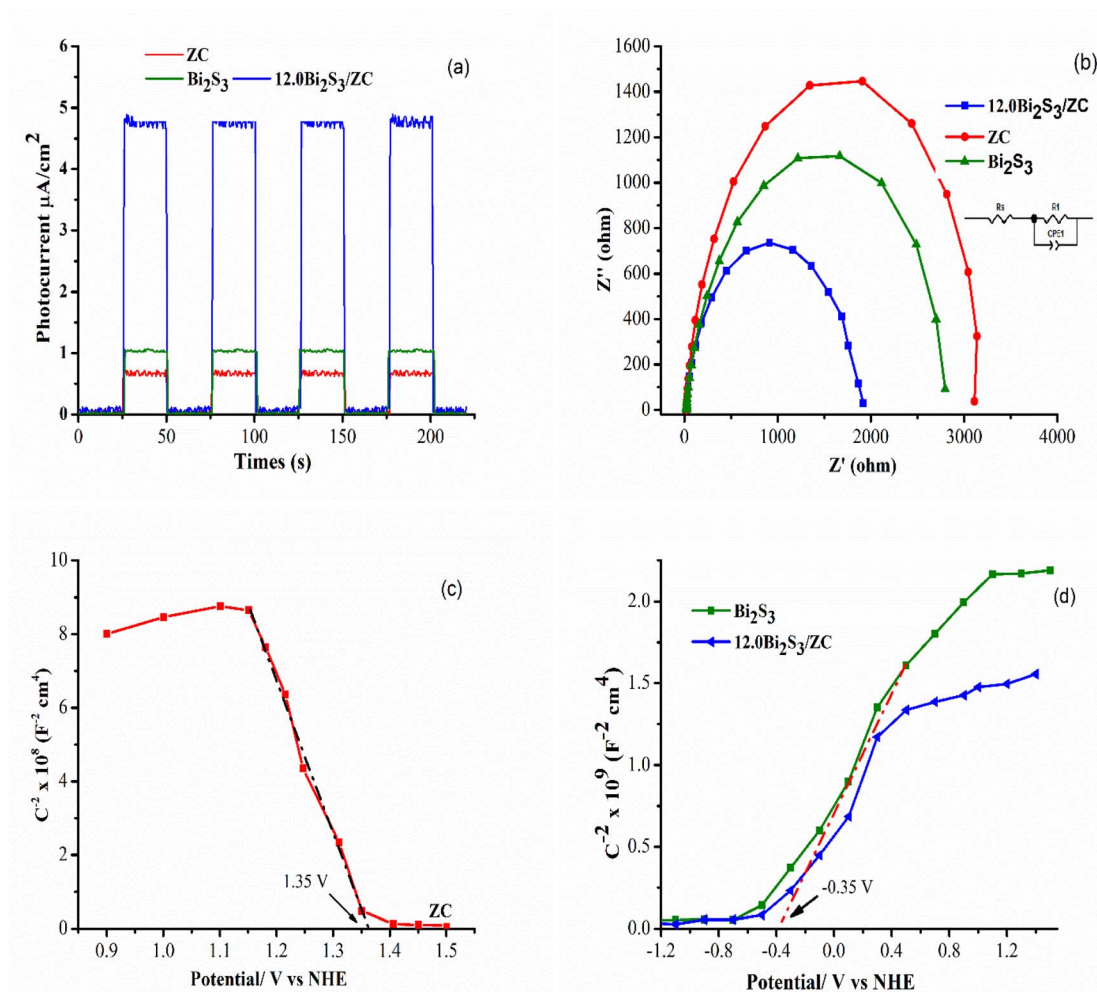 (a)
ZC
Bi₂S₃ 12.0Bi₂S₃/ZC
Photocurrent μA/cm²
6
5
4
3
2
1
0
0 50 100 150 200
Times (s)
(b)
12.0Bi₂S₃/ZC
ZC
Bi₂S₃
Rs R1
CPE1
Z'' (ohm)
1600
1400
1200
1000
800
600
400
200
0
0 1000 2000 3000 4000
Z' (ohm)
(c)
C⁻² x 10⁸ (F⁻² cm⁴)
10
8
6
4
2
0
1.35 V
ZC
0.9 1.0 1.1 1.2 1.3 1.4 1.5
Potential/ V vs NHE
(d)
Bi₂S₃
12.0Bi₂S₃/ZC
C⁻² x 10⁹ (F⁻² cm⁴)
2.0
1.5
1.0
0.5
0.0
-0.35 V
-1.2 -0.8 -0.4 0.0 0.4 0.8 1.2
Potential/ V vs NHE